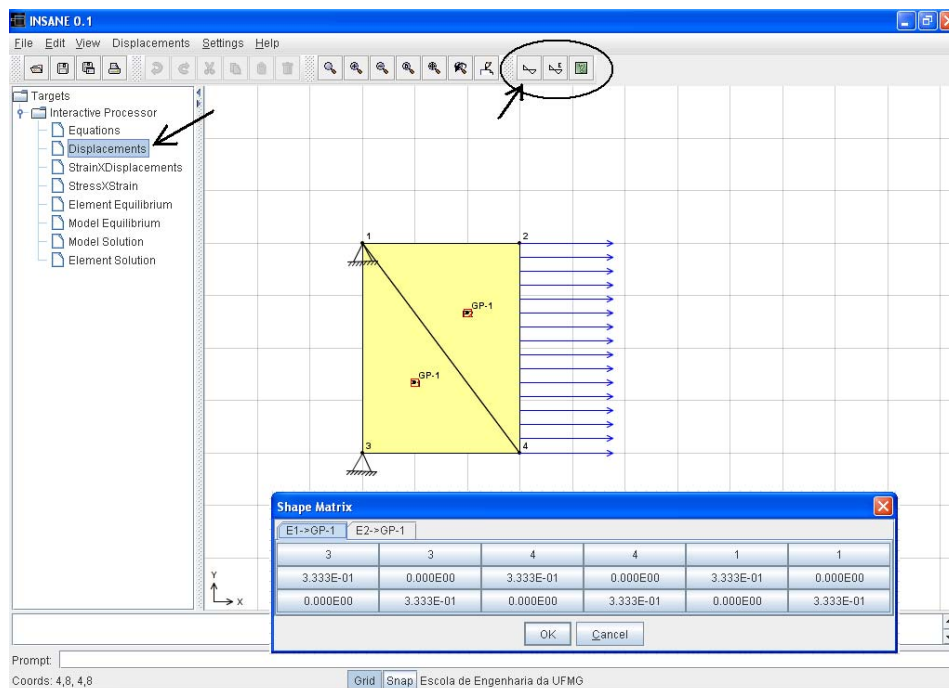 INSANE 0.1
File Edit View Displacements Settings Help
Targets
Interactive Processor
Equations
Displacements
StrainXDisplacements
StressXStrain
Element Equilibrium
Model Equilibrium
Model Solution
Element Solution
1
2
GP-1
GP-1
3
4
Y
X
Shape Matrix
E1->GP-1 E2->GP-1
3 3 4 4 1 1
3.333E-01 0.000E00 3.333E-01 0.000E00 3.333E-01 0.000E00
0.000E00 3.333E-01 0.000E00 3.333E-01 0.000E00 3.333E-01
OK Cancel
Prompt:
Coords: 4,8, 4,8 Grid Snap Escola de Engenharia da UFMG